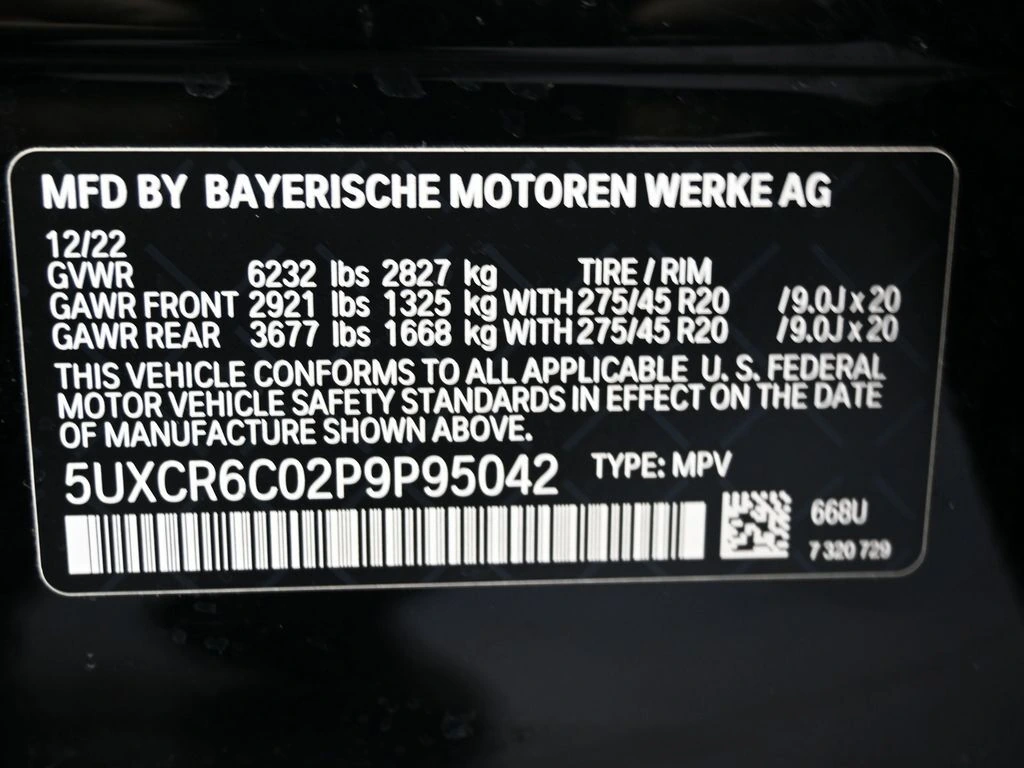 MFD BY BAYERISCHE MOTOREN WERKE AG
12/22
GVWR 6232 lbs 2827 kg TIRE / RIM
GAWR FRONT 2921 lbs 1325 kg WITH 275/45 R20 /9.0J x 20
GAWR REAR 3677 lbs 1668 kg WITH 275/45 R20 /9.0J x 20
THIS VEHICLE CONFORMS TO ALL APPLICABLE U. S. FEDERAL
MOTOR VEHICLE SAFETY STANDARDS IN EFFECT ON THE DATE
OF MANUFACTURE SHOWN ABOVE.
5UXCR6C02P9P95042 TYPE: MPV
668U
7 320 729